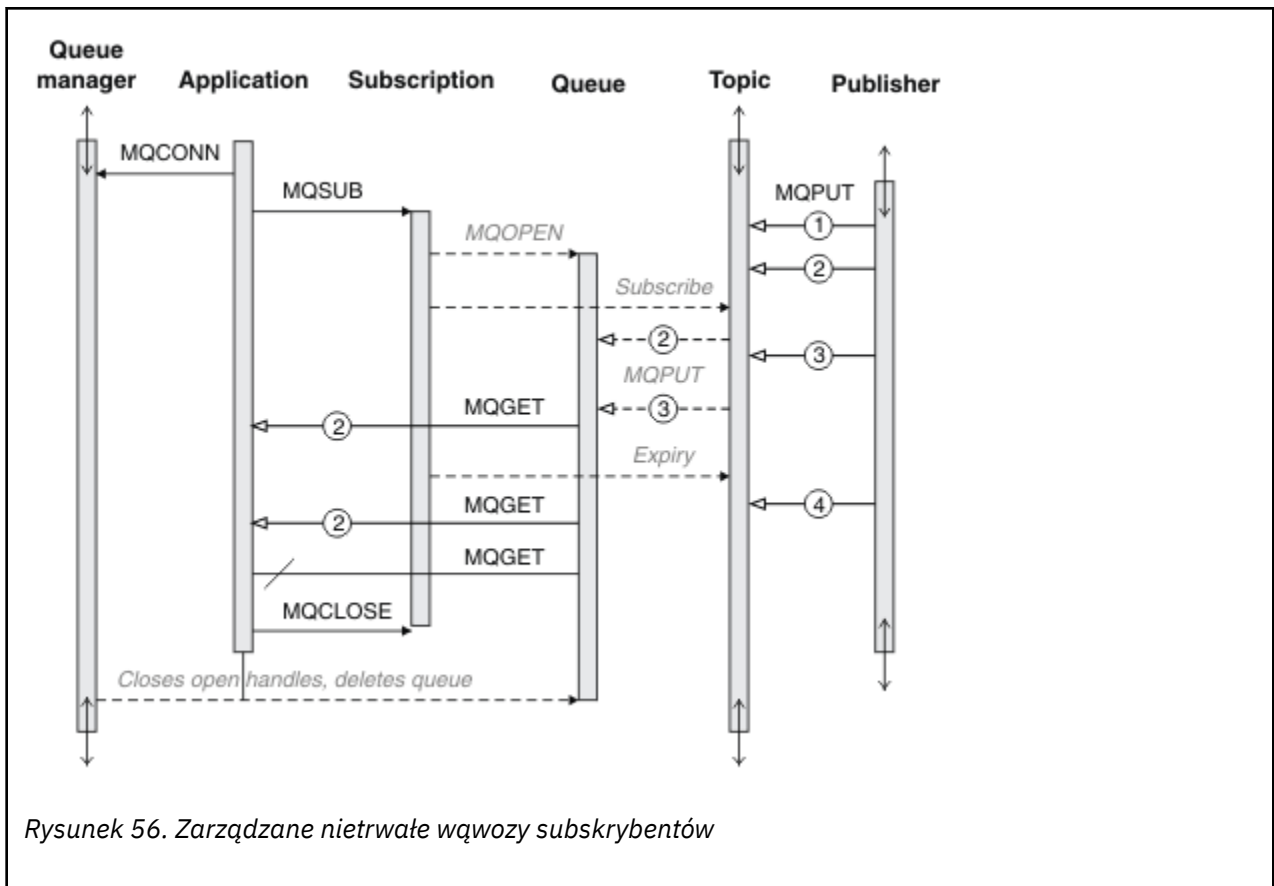 Queue
manager Application Subscription Queue Topic Publisher
MQCONN
MQSUB
MQPUT
1
MQOPEN
2
Subscribe
2
3
MQPUT
3
MQGET
2
Expiry
MQGET
4
2
MQGET
MQCLOSE
Closes open handles, deletes queue
Rysunek 56. Zarządzane nietrwałe wąwozy subskrybentów